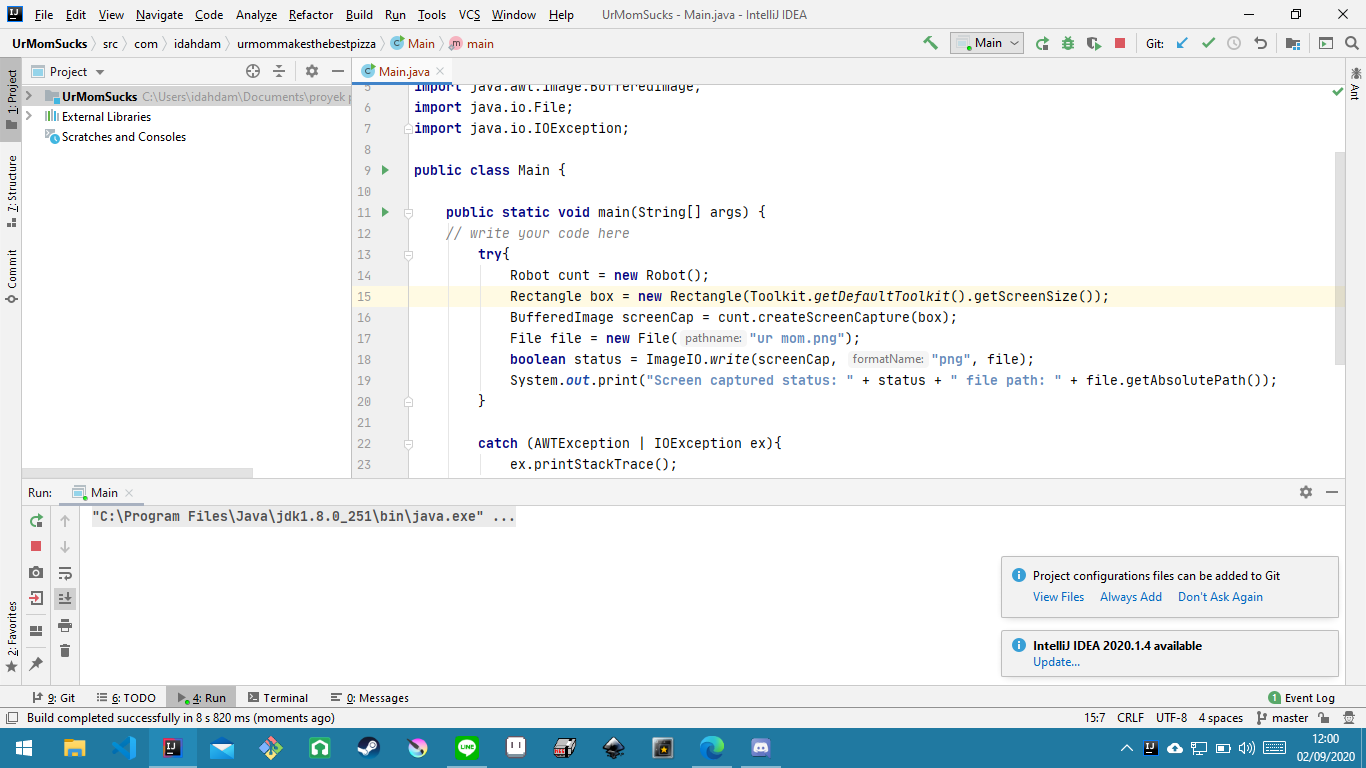 File Edit View Navigate Code Analyze Refactor Build Run Tools VCS Window Help UrMomSucks - Main.java - IntelliJ IDEA
UrMomSucks src com idahdam urmommakesthebestpizza Main main Main Git:
Project Main.java
1: Project
7: Structure
Commit
2: Favorites
Ant
UrMomSucks C:\Users\idahdam\Documents\proyek p
External Libraries
Scratches and Consoles
5 import java.awt.image.BufferedImage;
6 import java.io.File;
7 import java.io.IOException;
8
9 public class Main {
10
11 public static void main(String[] args) {
12 // write your code here
13 try{
14 Robot cunt = new Robot();
15 Rectangle box = new Rectangle(Toolkit.getDefaultToolkit().getScreenSize());
16 BufferedImage screenCap = cunt.createScreenCapture(box);
17 File file = new File( pathname: "ur mom.png");
18 boolean status = ImageIO.write(screenCap, formatName: "png", file);
19 System.out.print("Screen captured status: " + status + " file path: " + file.getAbsolutePath());
20 }
21
22 catch (AWTException | IOException ex){
23 ex.printStackTrace();
Run: Main
"C:\Program Files\Java\jdk1.8.0_251\bin\java.exe" ...
Project configurations files can be added to Git
View Files Always Add Don't Ask Again
IntelliJ IDEA 2020.1.4 available
Update...
9: Git 6: TODO 4: Run Terminal 0: Messages 1 Event Log
Build completed successfully in 8 s 820 ms (moments ago) 15:7 CRLF UTF-8 4 spaces master
LINE
12:00
02/09/2020